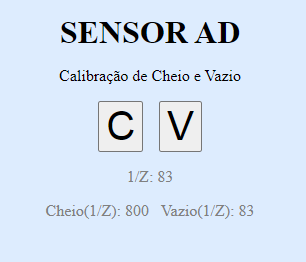 SENSOR AD
Calibração de Cheio e Vazio
C V
1/Z: 83
Cheio(1/Z): 800 Vazio(1/Z): 83